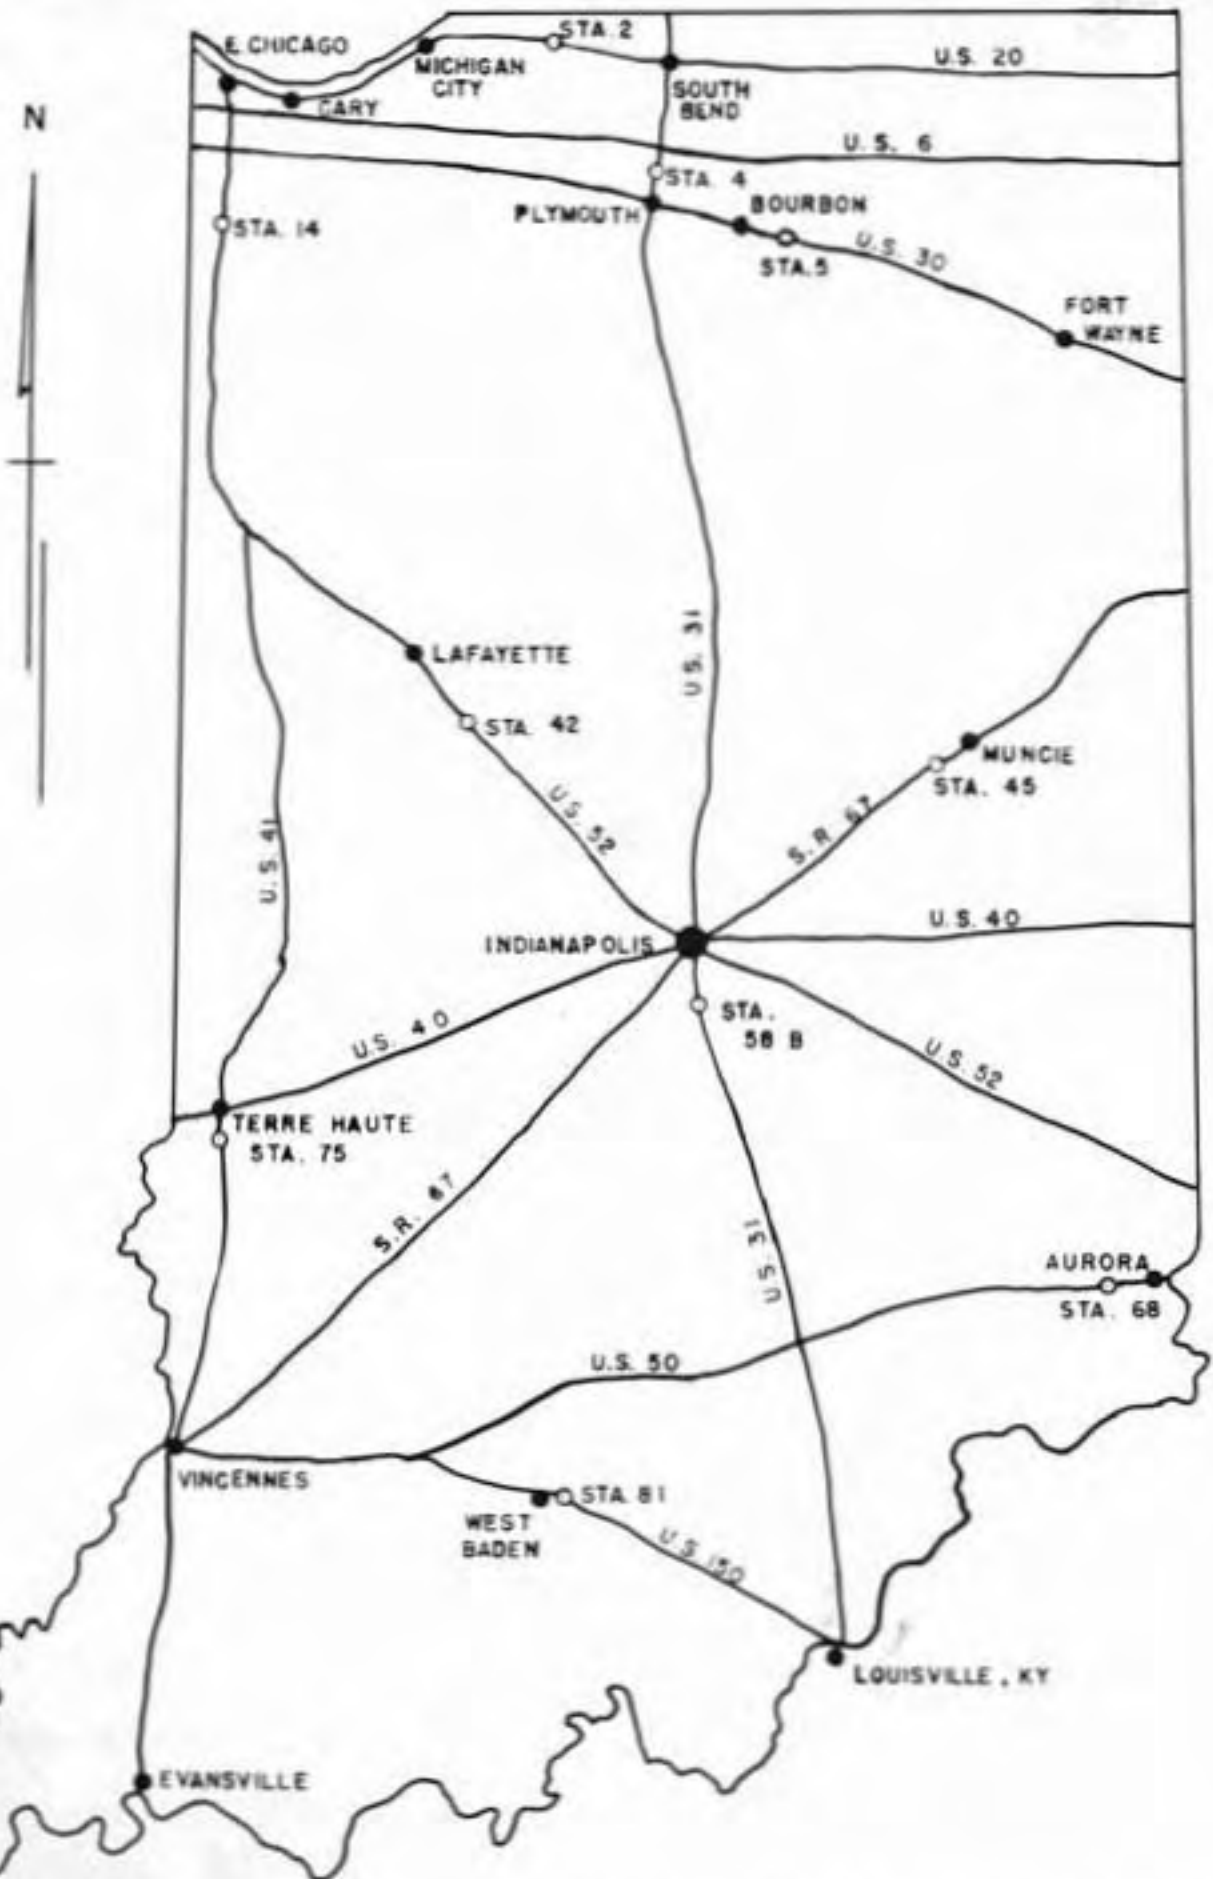 STA. 2
E. CHICAGO
U.S. 20
MICHIGAN
CITY
SOUTH
BEND
GARY
N
U.S. 6
STA. 4
BOURBON
PLYMOUTH
STA. 14
U.S. 30
STA. 5
FORT
WAYNE
U.S. 31
LAFAYETTE
STA. 42
MUNCIE
STA. 45
U.S. 52
S.R. 67
U.S. 41
U.S. 40
INDIANAPOLIS
STA.
58 B
U.S. 40
U.S. 52
TERRE HAUTE
STA. 75
S.R. 67
U.S. 31
AURORA
STA. 68
U.S. 50
VINCENNES
STA. 81
WEST
BADEN
U.S. 150
LOUISVILLE, KY
EVANSVILLE